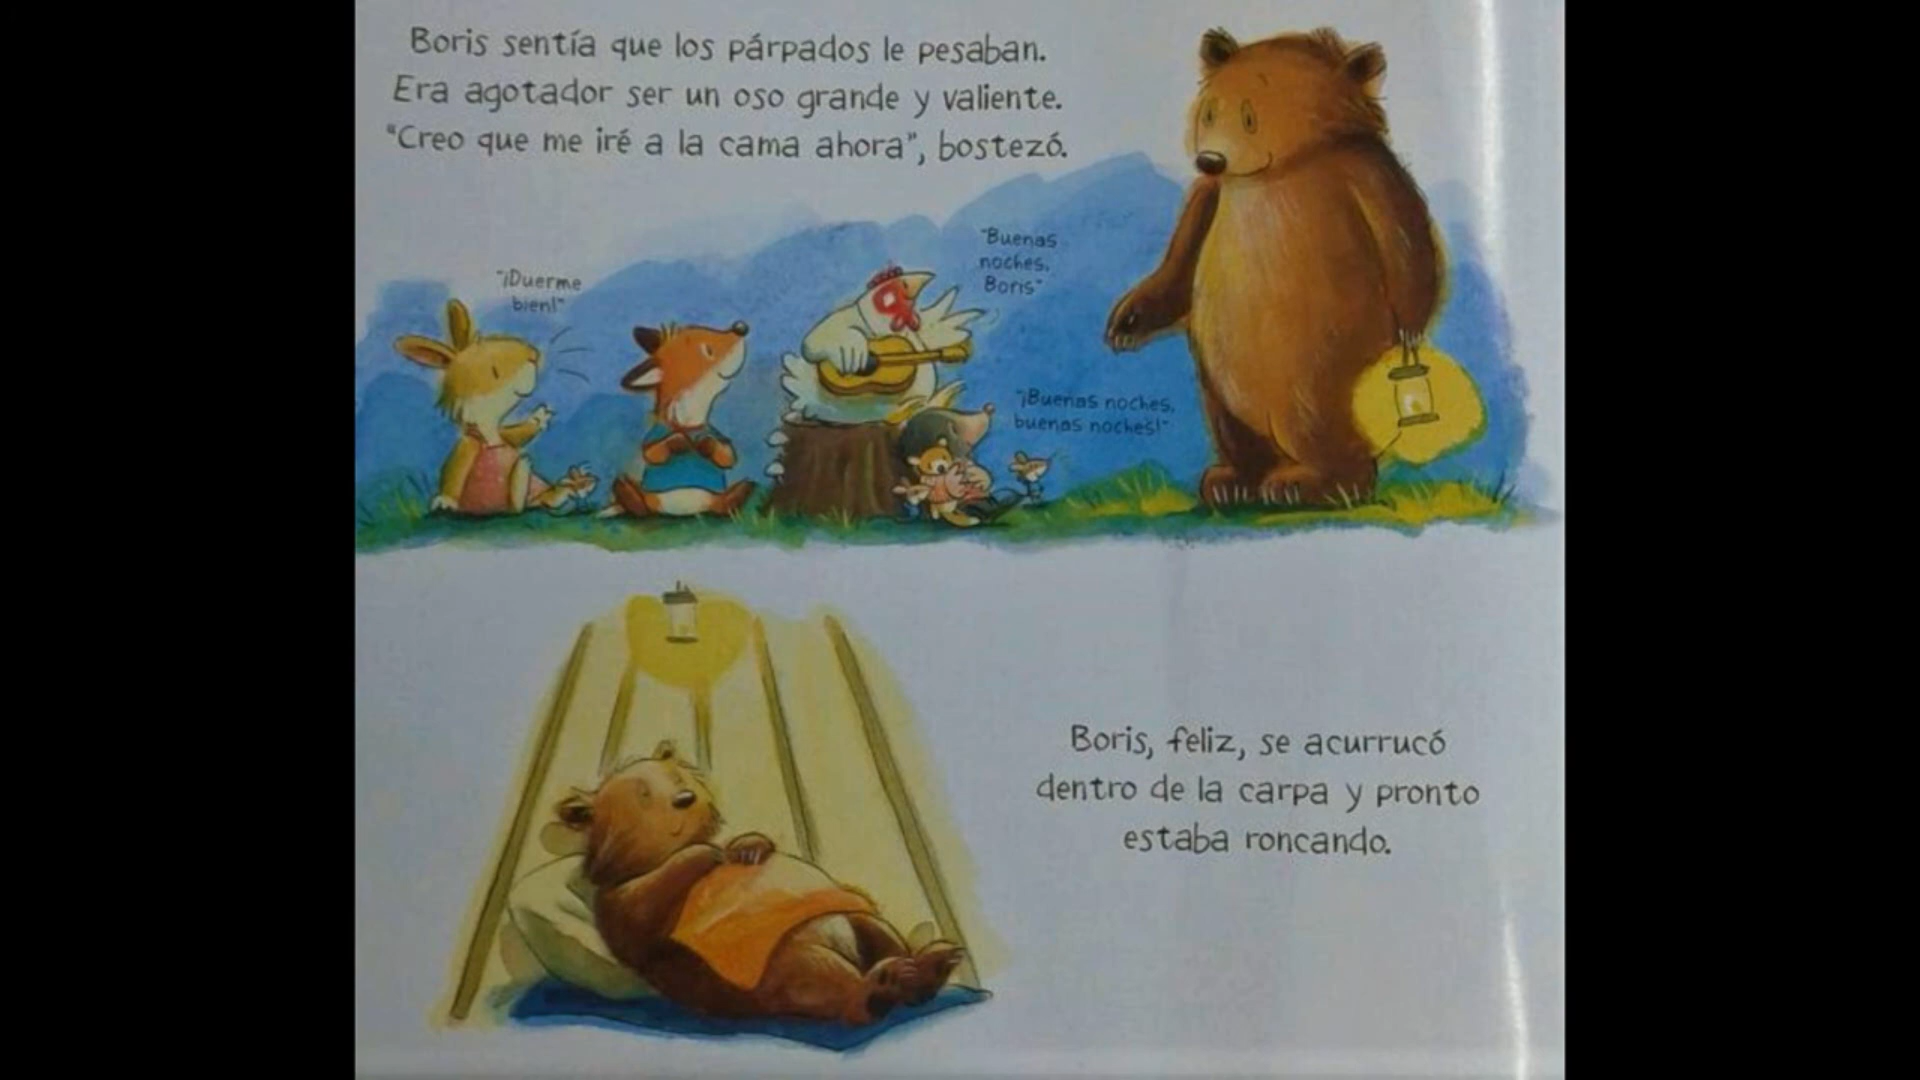 Boris sentía que los párpados le pesaban.
Era agotador ser un oso grande y valiente.
"Creo que me iré a la cama ahora", bostezó.
"¡Duerme
bien!"
"Buenas
noches,
Boris"
"¡Buenas noches,
buenas noches!"
Boris, feliz, se acurrucó
dentro de la carpa y pronto
estaba roncando.